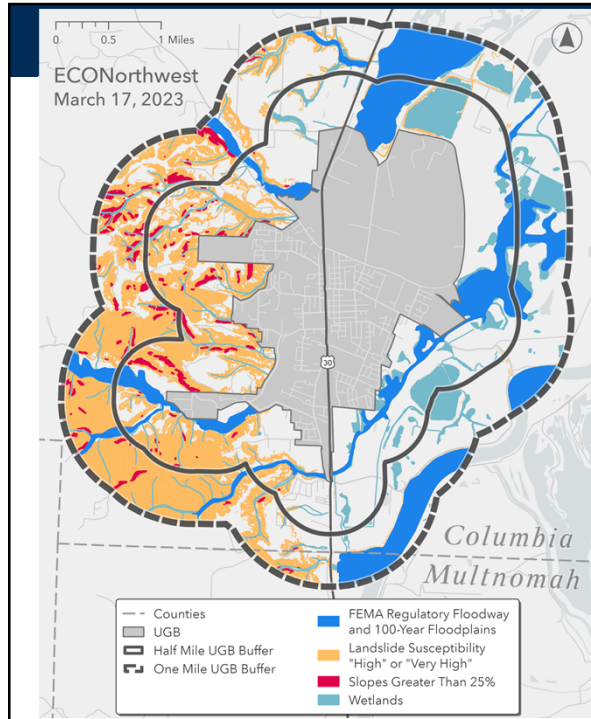 0 0.5 1 Miles
ECONorthwest
March 17, 2023
30
Columbia
Multnomah
Counties
UGB
Half Mile UGB Buffer
One Mile UGB Buffer
FEMA Regulatory Floodway
and 100-Year Floodplains
Landslide Susceptibility
"High" or "Very High"
Slopes Greater Than 25%
Wetlands